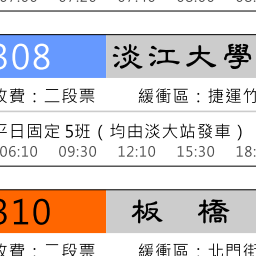 308 淡江大學
收費：二段票 緩衝區：捷運竹
平日固定 5班（均由淡大站發車）
06:10 09:30 12:10 15:30 18:
310 板橋
收費：二段票 緩衝區：北門街